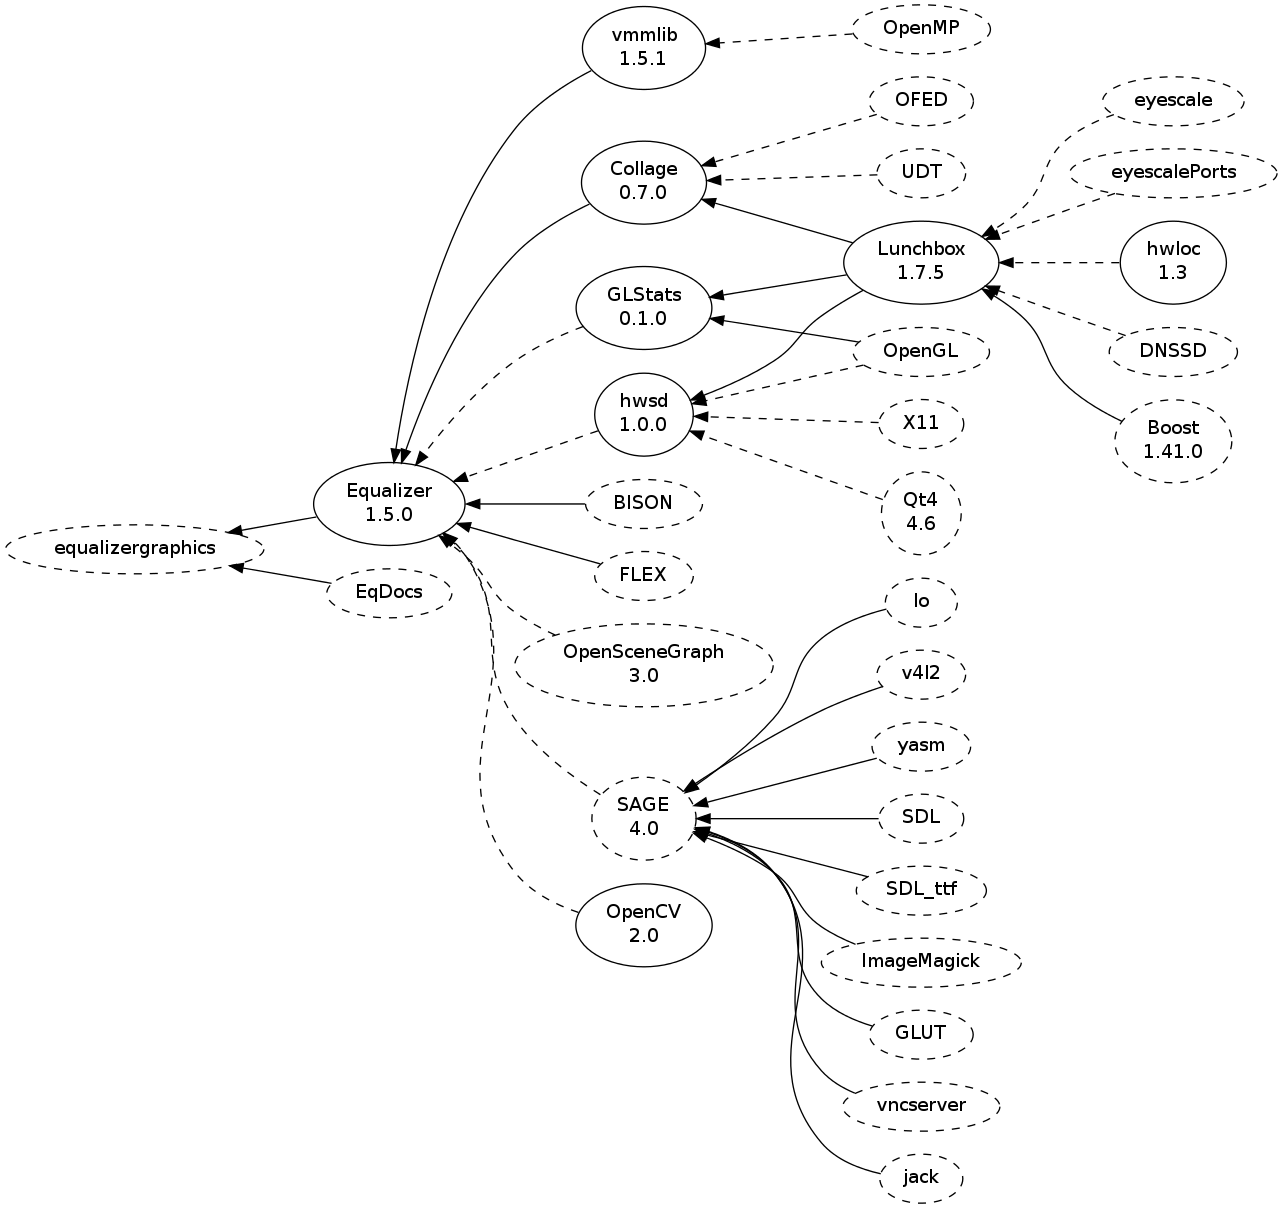 vmmlib
1.5.1
OpenMP
OFED
eyescale
Collage
0.7.0
UDT
eyescalePorts
Lunchbox
1.7.5
hwloc
1.3
GLStats
0.1.0
OpenGL
DNSSD
hwsd
1.0.0
X11
Boost
1.41.0
Equalizer
1.5.0
BISON
Qt4
4.6
equalizergraphics
FLEX
EqDocs
lo
OpenSceneGraph
3.0
v4l2
yasm
SAGE
4.0
SDL
SDL_ttf
OpenCV
2.0
ImageMagick
GLUT
vncserver
jack